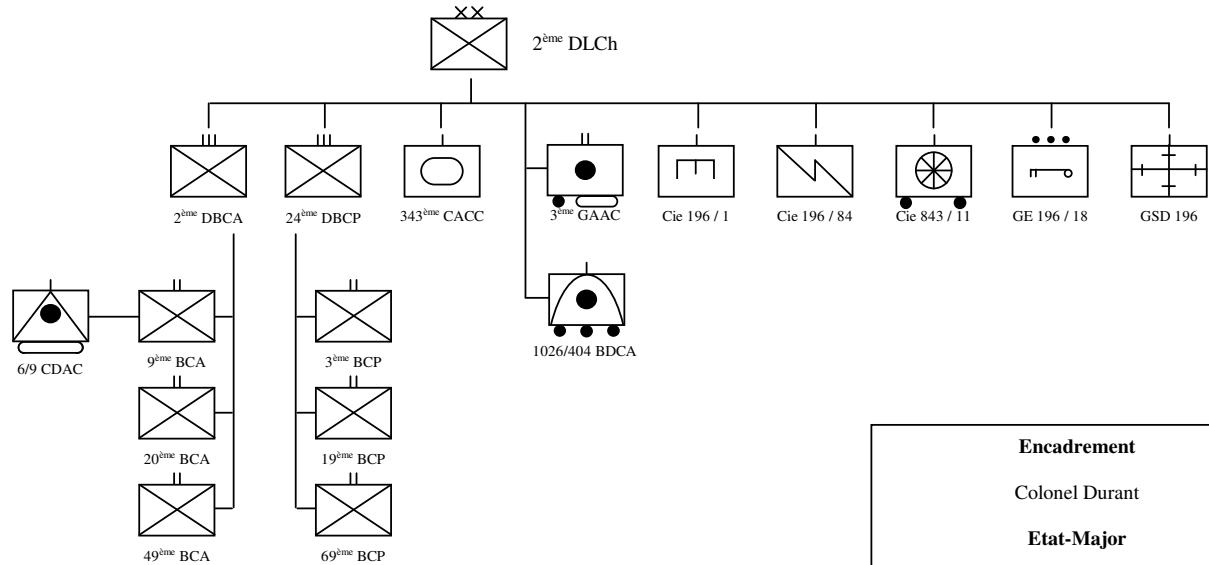 2ème DLCh
2ème DBCA
24ème DBCP
343ème CACC
3ème GAAC
Cie 196 / 1
Cie 196 / 84
Cie 843 / 11
GE 196 / 18
GSD 196
6/9 CDAC
9ème BCA
3ème BCP
1026/404 BDCA
20ème BCA
19ème BCP
49ème BCA
69ème BCP
Encadrement
Colonel Durant
Etat-Major